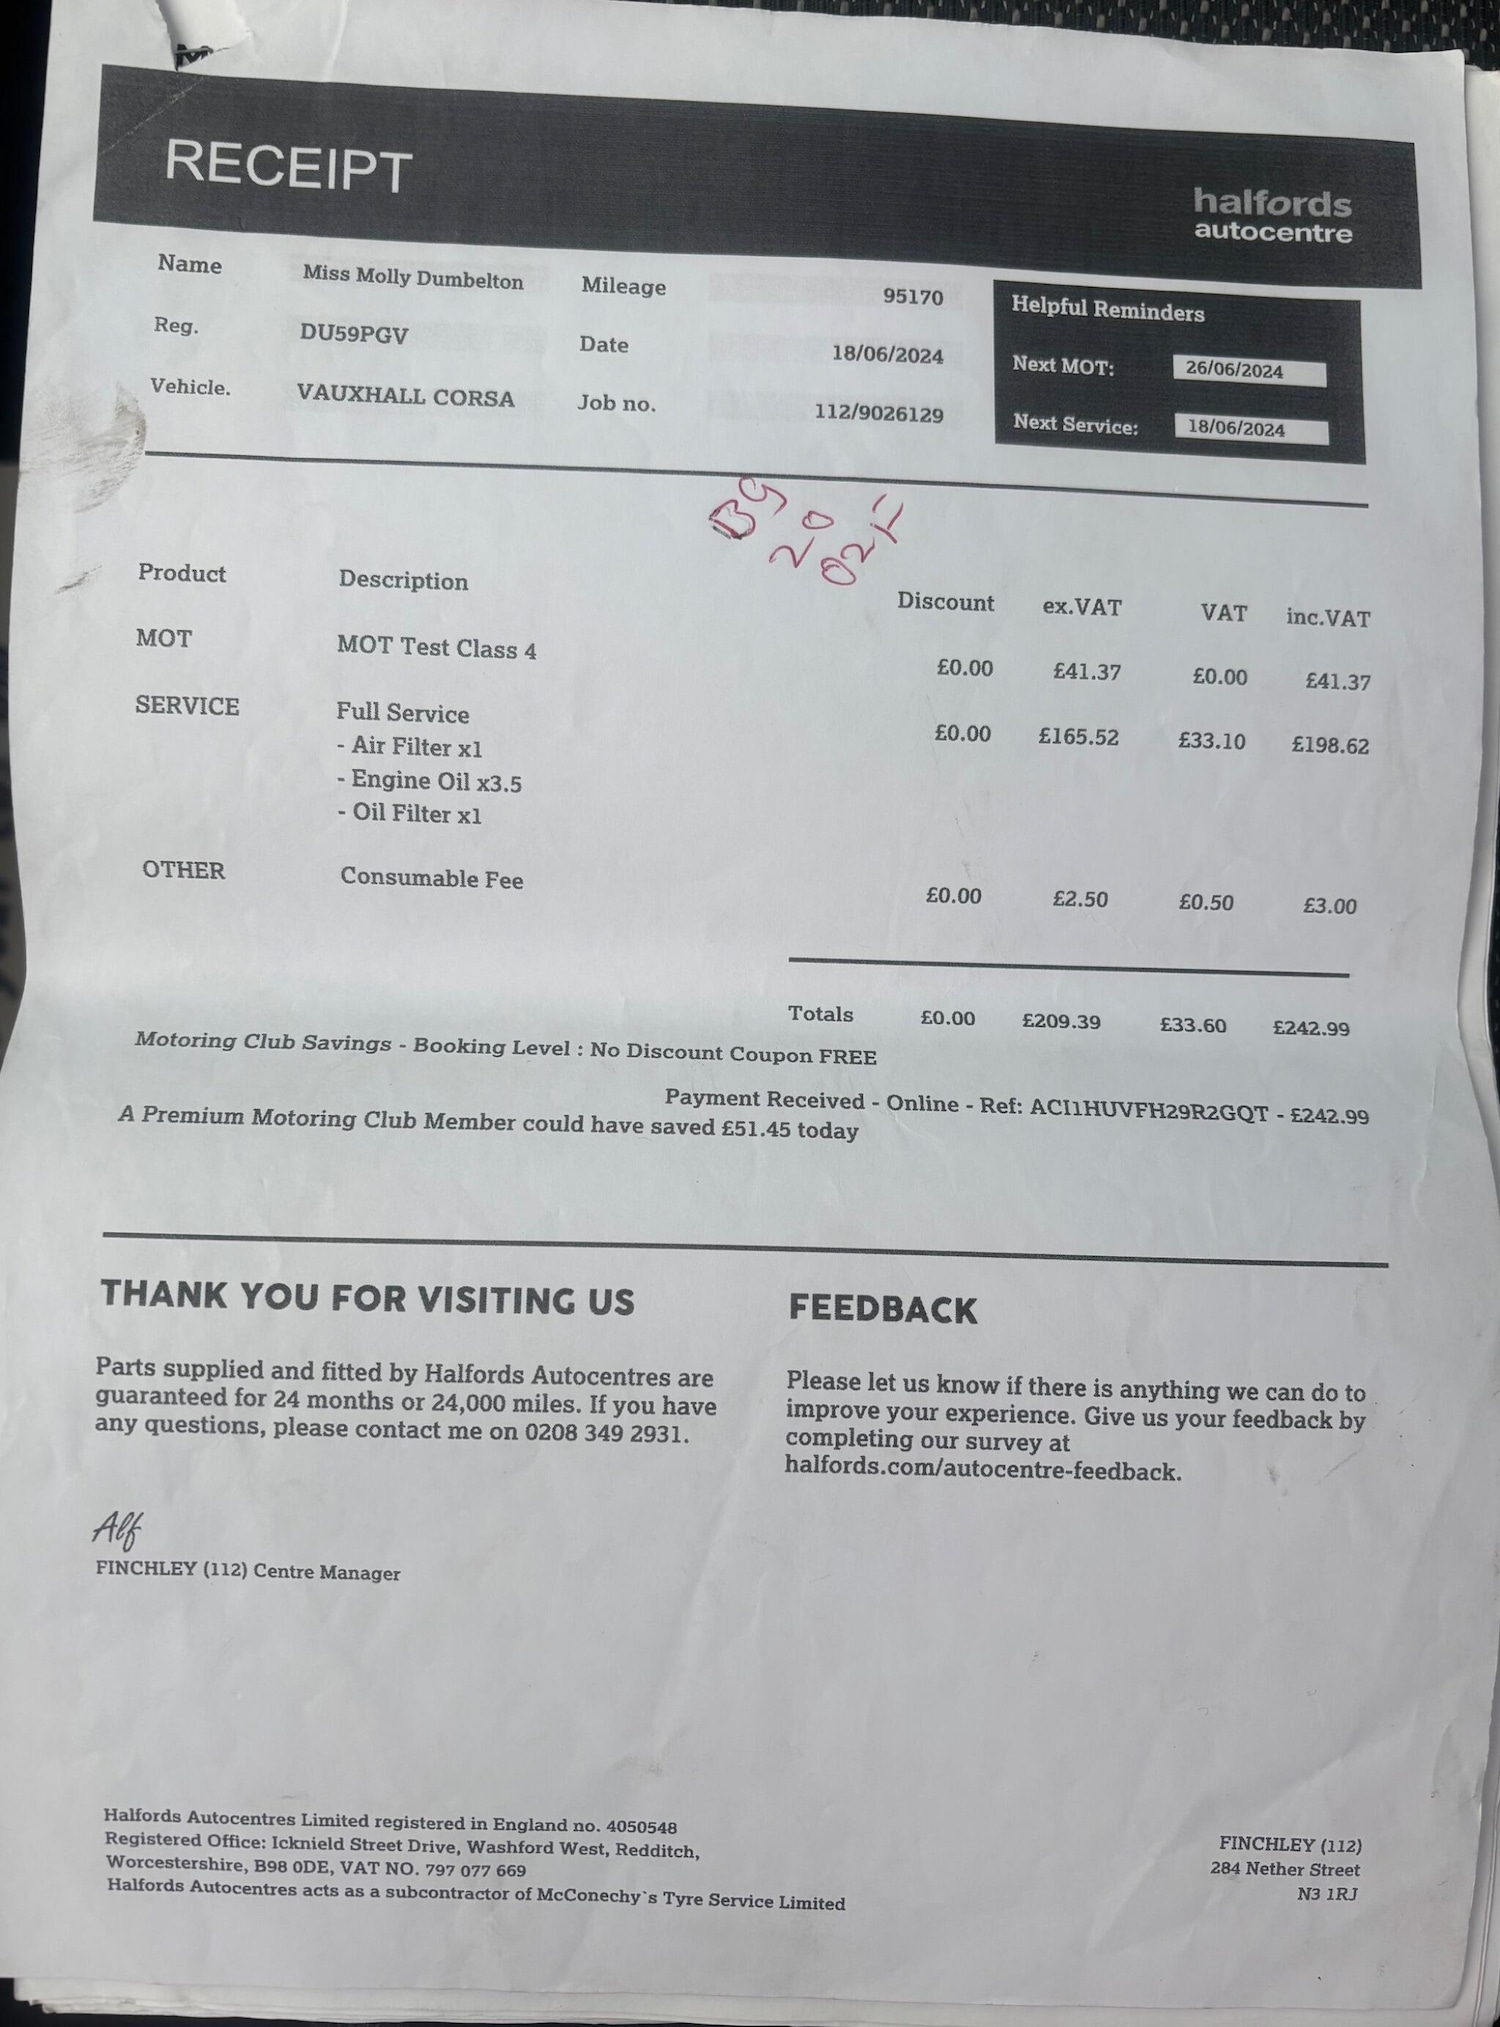 RECEIPT
halfords
autocentre
Name Miss Molly Dumbelton Mileage 95170
Reg. DU59PGV Date 18/06/2024
Vehicle. VAUXHALL CORSA Job no. 112/9026129
Helpful Reminders
Next MOT: 26/06/2024
Next Service: 18/06/2024
Product Description Discount ex.VAT VAT inc.VAT
MOT MOT Test Class 4 £0.00 £41.37 £0.00 £41.37
SERVICE Full Service £0.00 £165.52 £33.10 £198.62
- Air Filter x1
- Engine Oil x3.5
- Oil Filter x1
OTHER Consumable Fee £0.00 £2.50 £0.50 £3.00
Totals £0.00 £209.39 £33.60 £242.99
Motoring Club Savings - Booking Level : No Discount Coupon FREE
Payment Received - Online - Ref: ACI1HUVFH29R2GQT - £242.99
A Premium Motoring Club Member could have saved £51.45 today
THANK YOU FOR VISITING US
Parts supplied and fitted by Halfords Autocentres are
guaranteed for 24 months or 24,000 miles. If you have
any questions, please contact me on 0208 349 2931.
Alf
FINCHLEY (112) Centre Manager
FEEDBACK
Please let us know if there is anything we can do to
improve your experience. Give us your feedback by
completing our survey at
halfords.com/autocentre-feedback.
Halfords Autocentres Limited registered in England no. 4050548
Registered Office: Icknield Street Drive, Washford West, Redditch,
Worcestershire, B98 0DE, VAT NO. 797 077 669
Halfords Autocentres acts as a subcontractor of McConechy`s Tyre Service Limited
FINCHLEY (112)
284 Nether Street
N3 1RJ